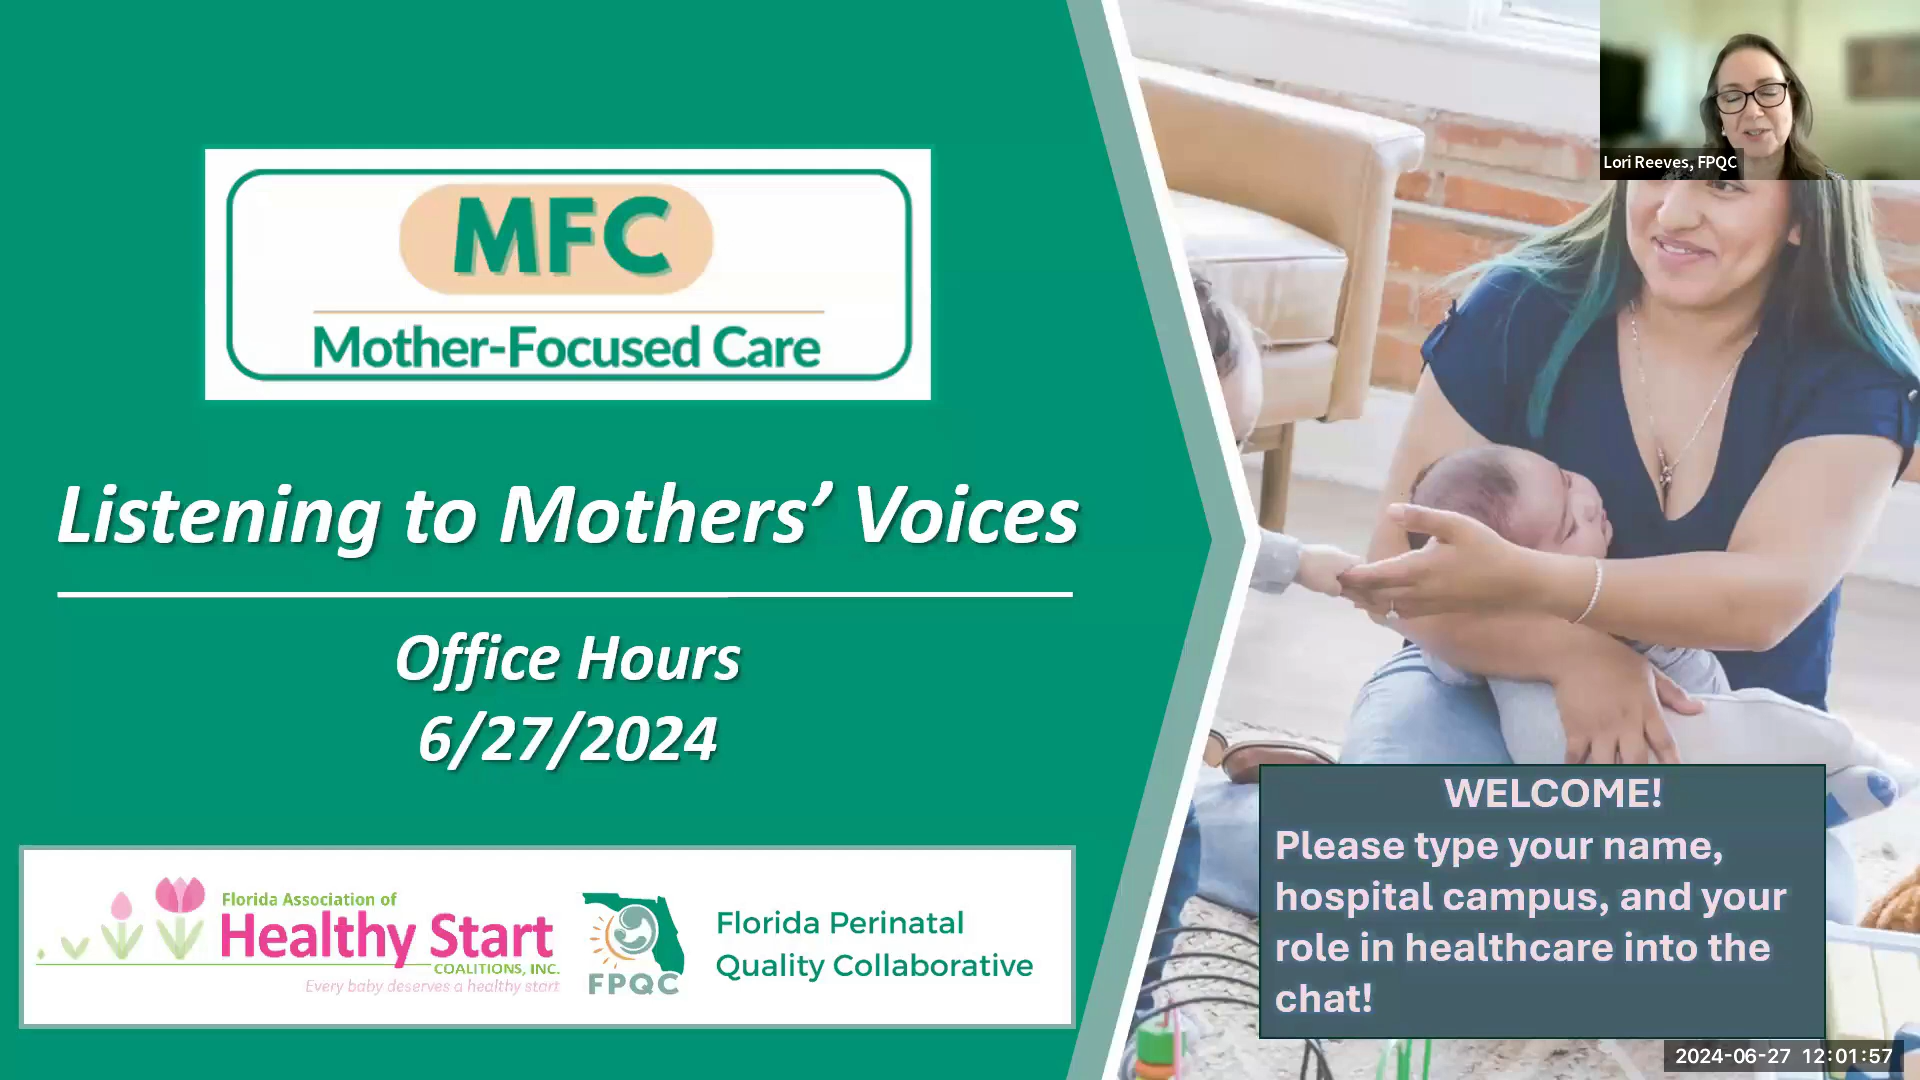 Lori Reeves, FPQC
MFC
Mother-Focused Care
Listening to Mothers’ Voices
Office Hours
6/27/2024
Florida Association of
Healthy Start
COALITIONS, INC.
Every baby deserves a healthy start
FPQC
Florida Perinatal
Quality Collaborative
WELCOME!
Please type your name,
hospital campus, and your
role in healthcare into the
chat!
2024-06-27 12:01:57